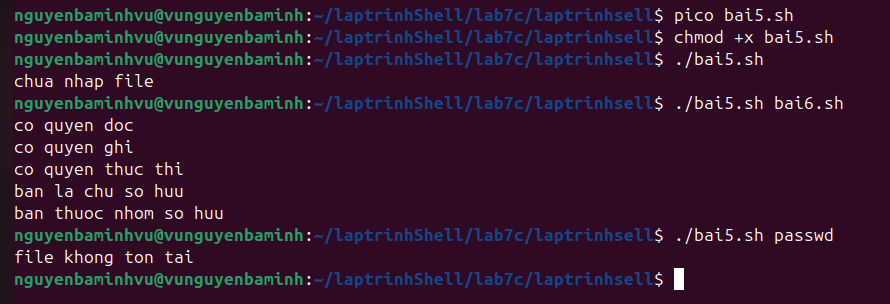 nguyenbaminhvu@vunguyenbaminh:~/laptrinhShell/lab7c/laptrinhsell$ pico bai5.sh
nguyenbaminhvu@vunguyenbaminh:~/laptrinhShell/lab7c/laptrinhsell$ chmod +x bai5.sh
nguyenbaminhvu@vunguyenbaminh:~/laptrinhShell/lab7c/laptrinhsell$ ./bai5.sh
chua nhap file
nguyenbaminhvu@vunguyenbaminh:~/laptrinhShell/lab7c/laptrinhsell$ ./bai5.sh bai6.sh
co quyen doc
co quyen ghi
co quyen thuc thi
ban la chu so huu
ban thuoc nhom so huu
nguyenbaminhvu@vunguyenbaminh:~/laptrinhShell/lab7c/laptrinhsell$ ./bai5.sh passwd
file khong ton tai
nguyenbaminhvu@vunguyenbaminh:~/laptrinhShell/lab7c/laptrinhsell$